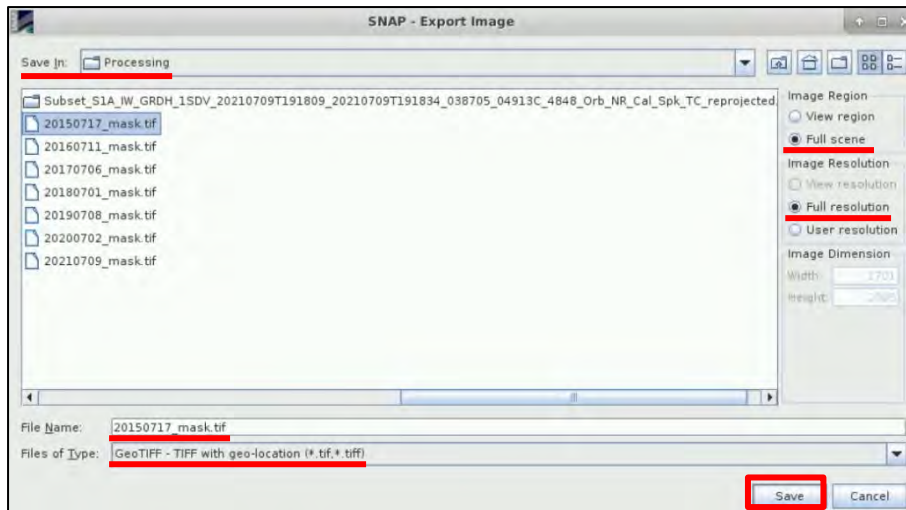 SNAP - Export Image
Save In: Processing
Subset_S1A_IW_GRDH_1SDV_20210709T191809_20210709T191834_038705_04913C_4848_Orb_NR_Cal_Spk_TC_reprojected.
20150717_mask.tif
20160711_mask.tif
20170706_mask.tif
20180701_mask.tif
20190708_mask.tif
20200702_mask.tif
20210709_mask.tif
Image Region
View region
Full scene
Image Resolution
View resolution
Full resolution
User resolution
Image Dimension
Width:
Height:
File Name: 20150717_mask.tif
Files of Type: GeoTIFF - TIFF with geo-location (*.tif,*.tiff)
Save Cancel